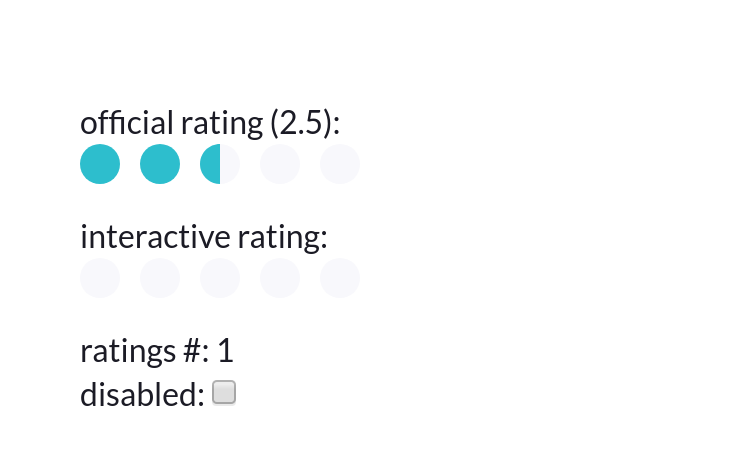 official rating (2.5):
interactive rating:
ratings #: 1
disabled: